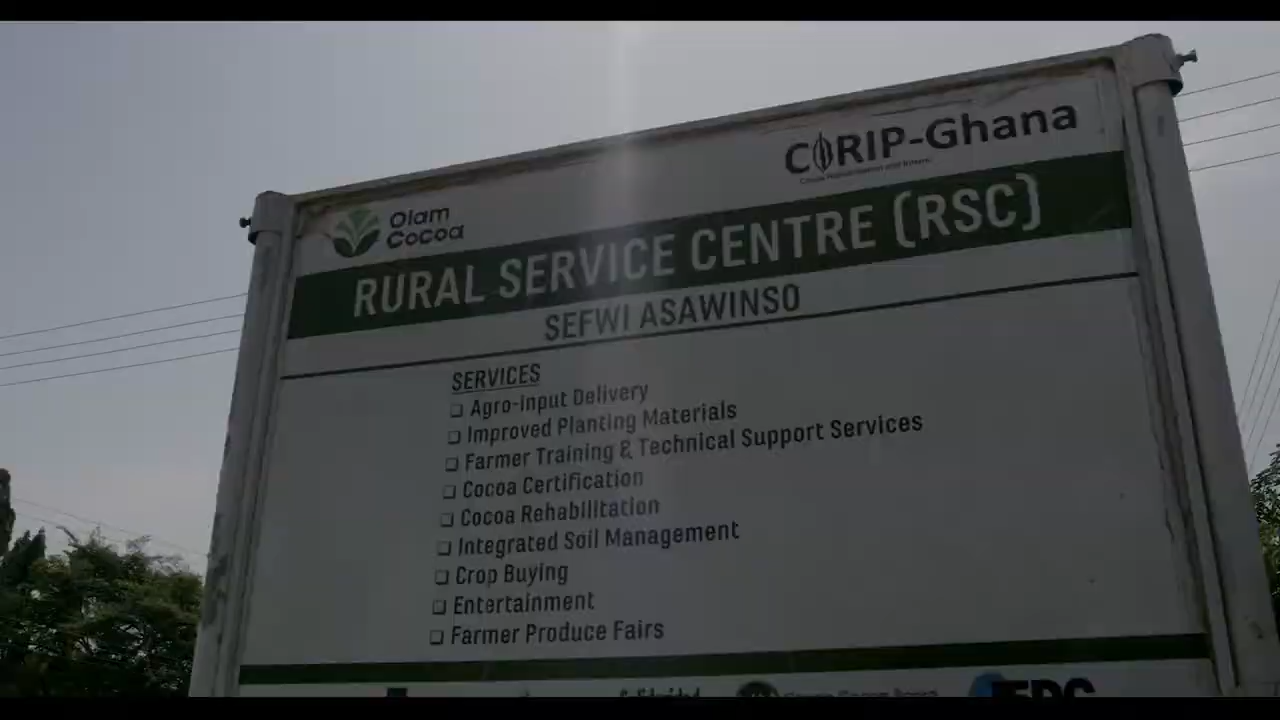 Olam
Cocoa
CORIP-Ghana
RURAL SERVICE CENTRE (RSC)
SEFWI ASAWINSO
SERVICES
❑ Agro-input Delivery
❑ Improved Planting Materials
❑ Farmer Training & Technical Support Services
❑ Cocoa Certification
❑ Cocoa Rehabilitation
❑ Integrated Soil Management
❑ Crop Buying
❑ Entertainment
❑ Farmer Produce Fairs